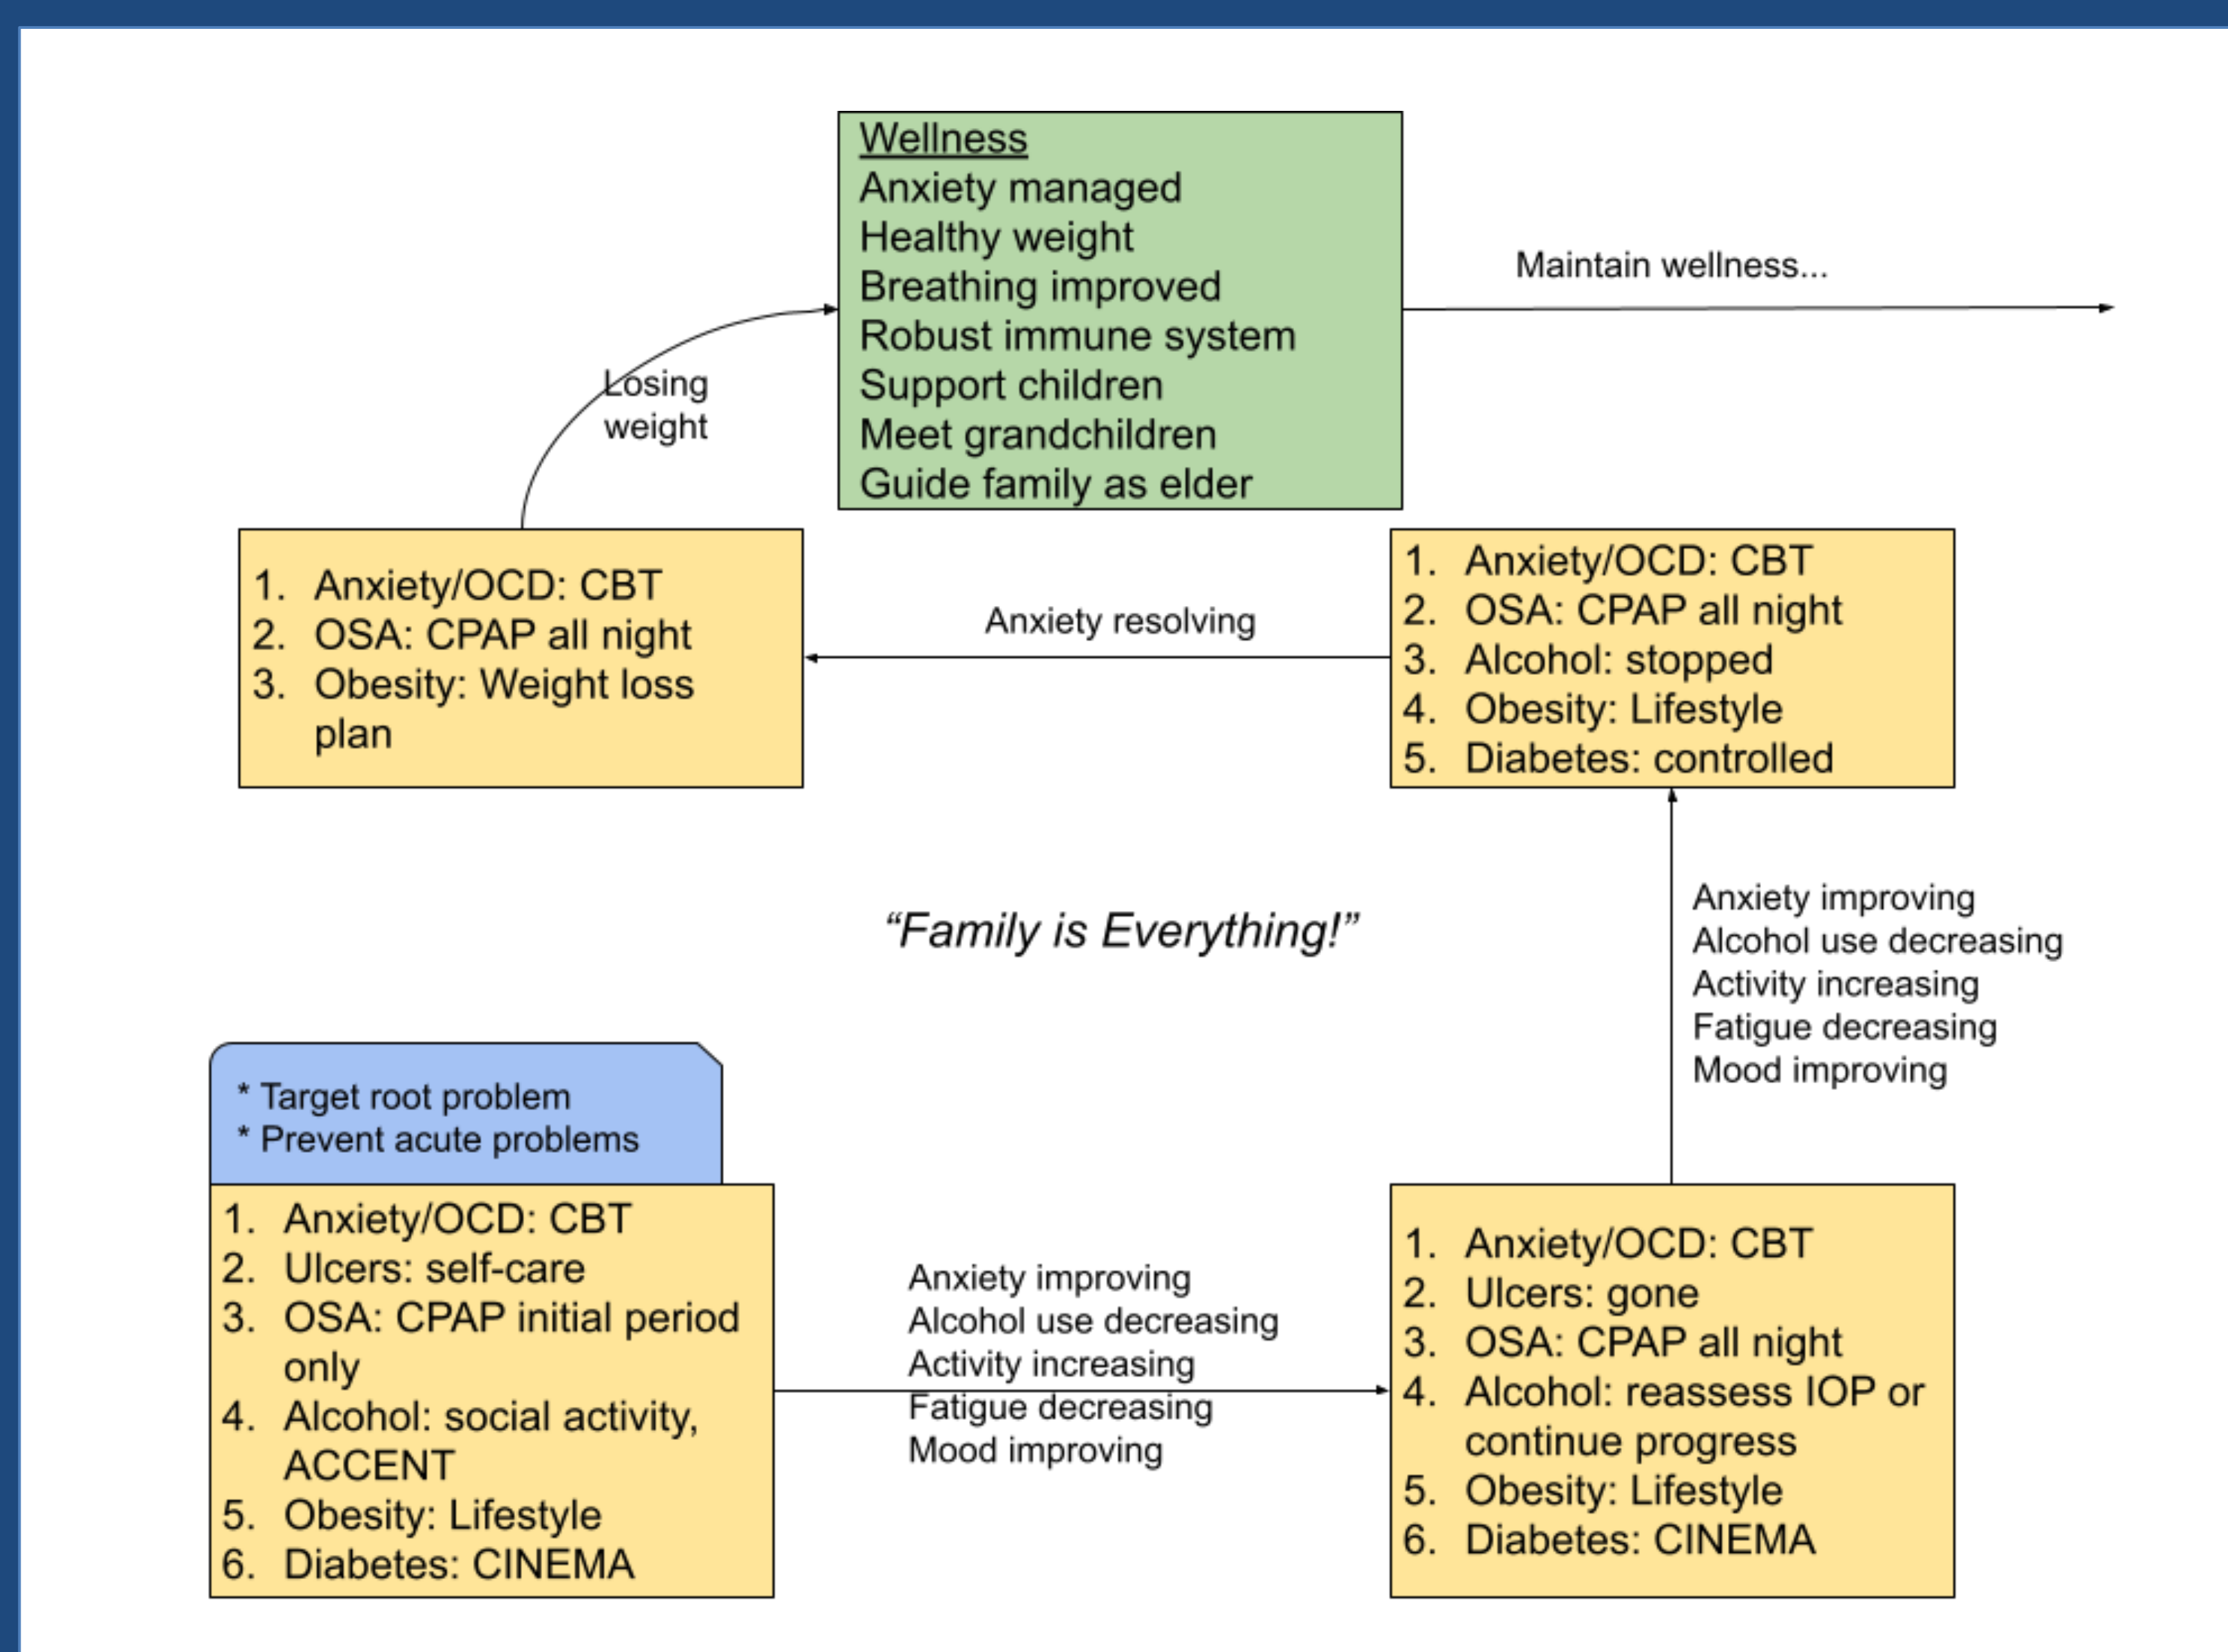 Wellness
Anxiety managed
Healthy weight
Breathing improved
Robust immune system
Support children
Meet grandchildren
Guide family as elder
Maintain wellness...
Losing
weight
1. Anxiety/OCD: CBT
2. OSA: CPAP all night
3. Obesity: Weight loss
plan
Anxiety resolving
1. Anxiety/OCD: CBT
2. OSA: CPAP all night
3. Alcohol: stopped
4. Obesity: Lifestyle
5. Diabetes: controlled
“Family is Everything!”
Anxiety improving
Alcohol use decreasing
Activity increasing
Fatigue decreasing
Mood improving
* Target root problem
* Prevent acute problems
1. Anxiety/OCD: CBT
2. Ulcers: self-care
3. OSA: CPAP initial period
only
4. Alcohol: social activity,
ACCENT
5. Obesity: Lifestyle
6. Diabetes: CINEMA
Anxiety improving
Alcohol use decreasing
Activity increasing
Fatigue decreasing
Mood improving
1. Anxiety/OCD: CBT
2. Ulcers: gone
3. OSA: CPAP all night
4. Alcohol: reassess IOP or
continue progress
5. Obesity: Lifestyle
6. Diabetes: CINEMA